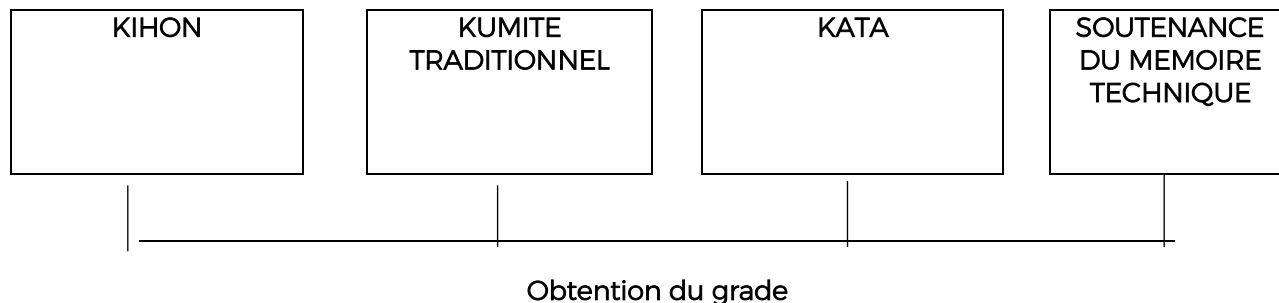 KIHON
KUMITE
TRADITIONNEL
KATA
SOUTENANCE
DU MEMOIRE
TECHNIQUE
Obtention du grade